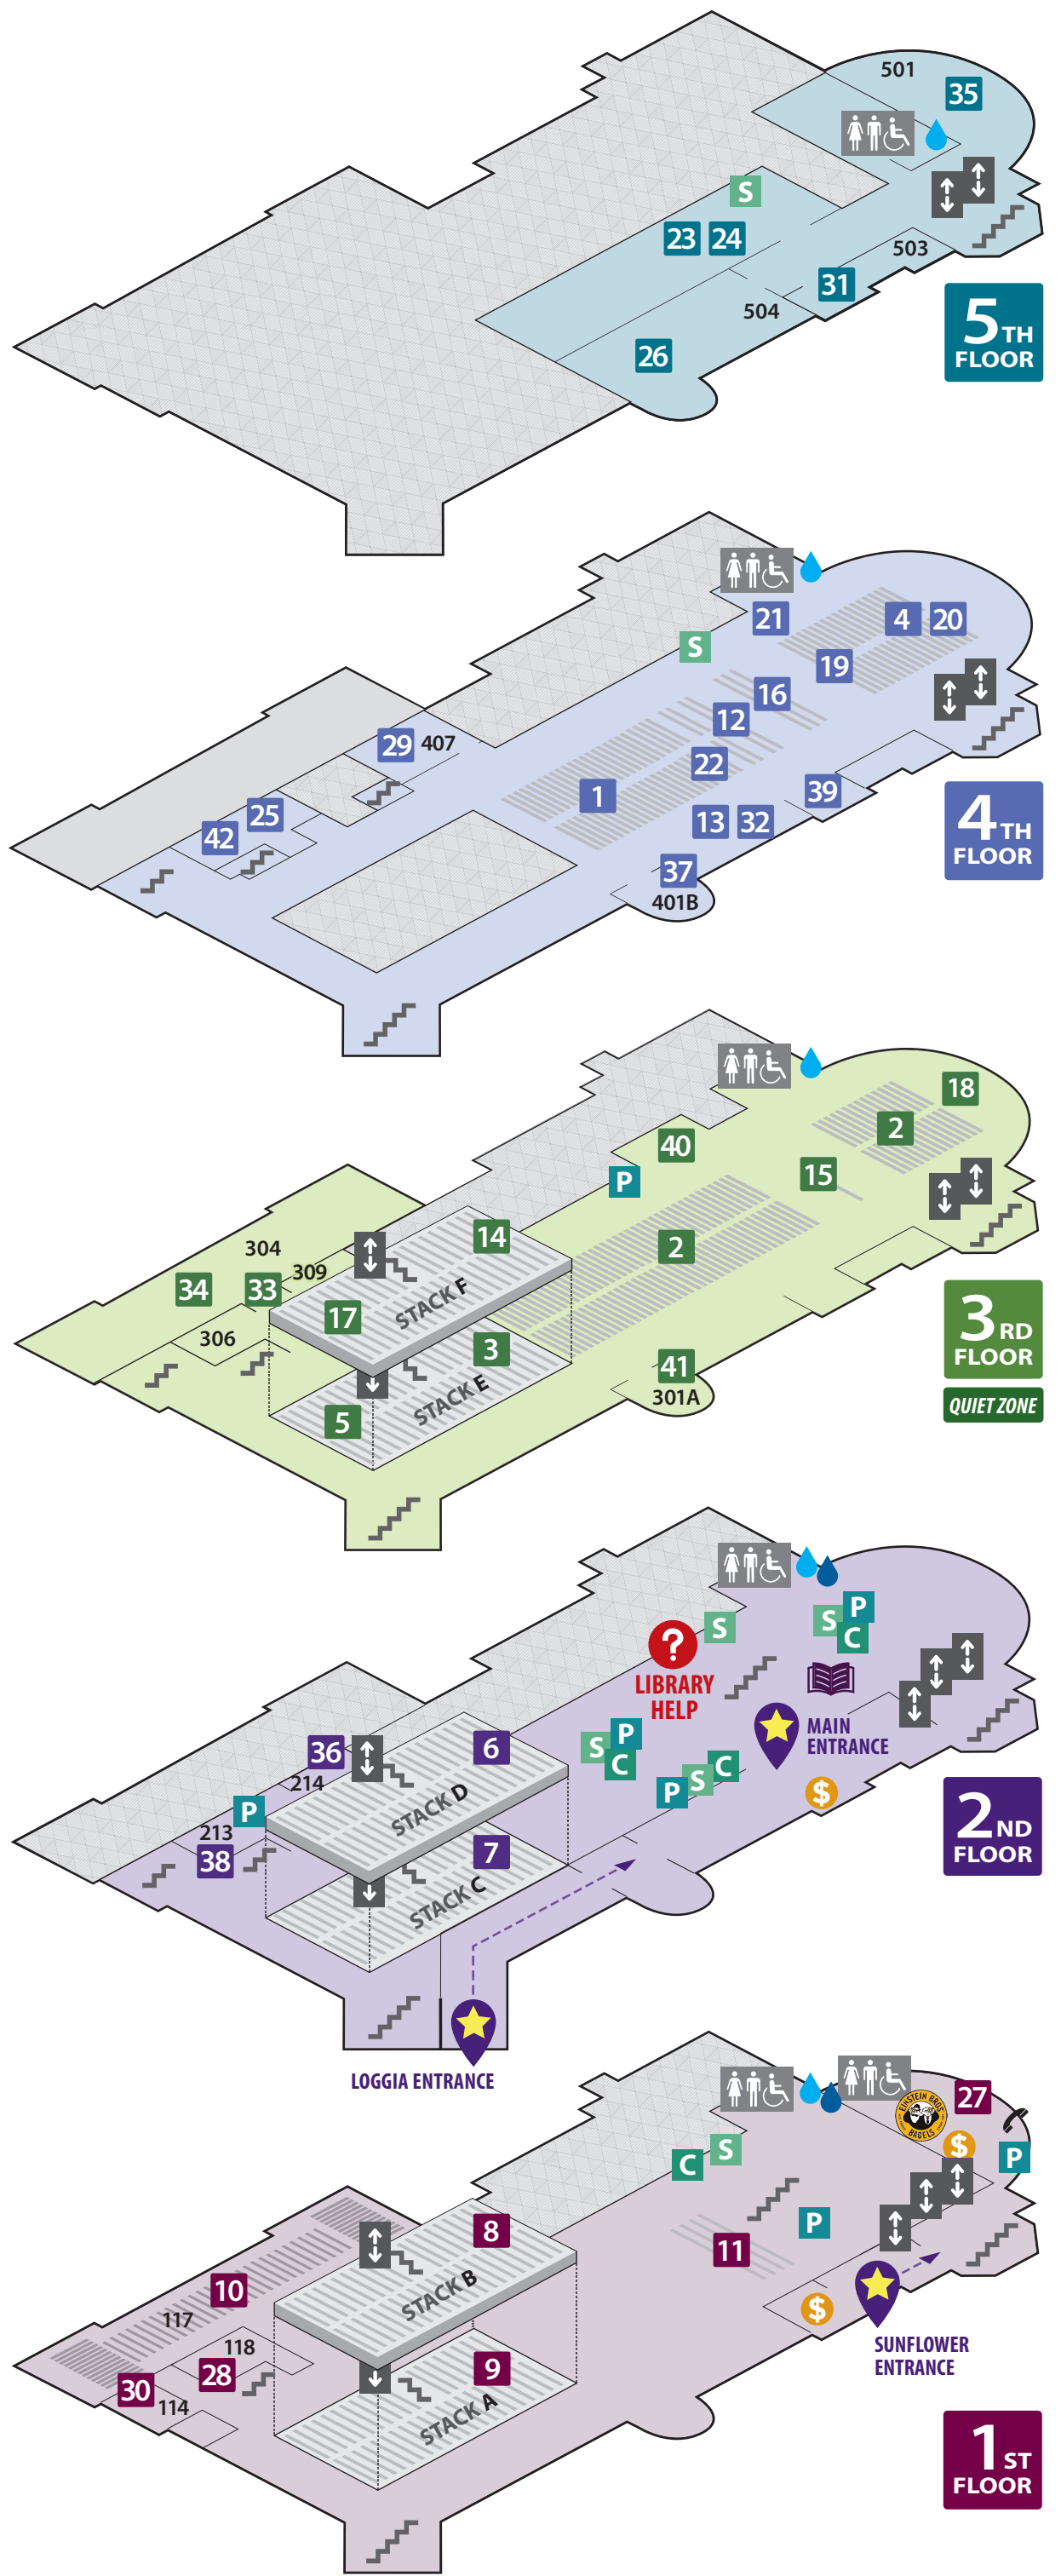 501
35
S
23 24
503
31
504
26
5TH
FLOOR
21
4 20
S
19
16
12
29 407
22
1
39
25
13 32
42
37
401B
4TH
FLOOR
18
2
40
15
P
14
2
304
309
34 33
17
STACK F
306
3
41
301A
STACK E
5
3RD
FLOOR
QUIET ZONE
P
S
S
C
?
LIBRARY
HELP
MAIN
ENTRANCE
P
S
C
36
6
C
S
P
$
214
P
STACK D
213
38
7
STACK C
2ND
FLOOR
LOGGIA ENTRANCE
27
EINSTEIN BROS
BAGELS
$
P
S
C
8
P
11
10
STACK B
117
$
118
SUNFLOWER
ENTRANCE
28
9
30
114
STACK A
1ST
FLOOR